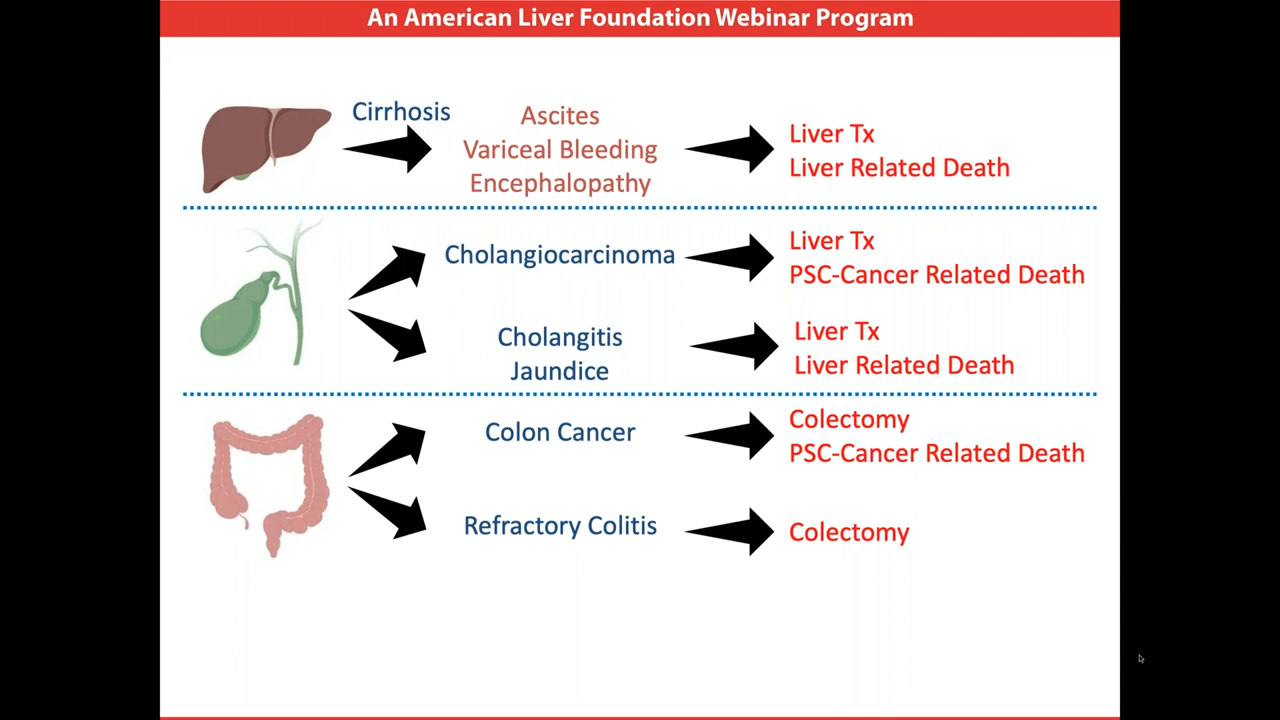 An American Liver Foundation Webinar Program
Cirrhosis
Ascites
Variceal Bleeding
Encephalopathy
Liver Tx
Liver Related Death
Cholangiocarcinoma
Liver Tx
PSC-Cancer Related Death
Cholangitis
Jaundice
Liver Tx
Liver Related Death
Colon Cancer
Colectomy
PSC-Cancer Related Death
Refractory Colitis
Colectomy